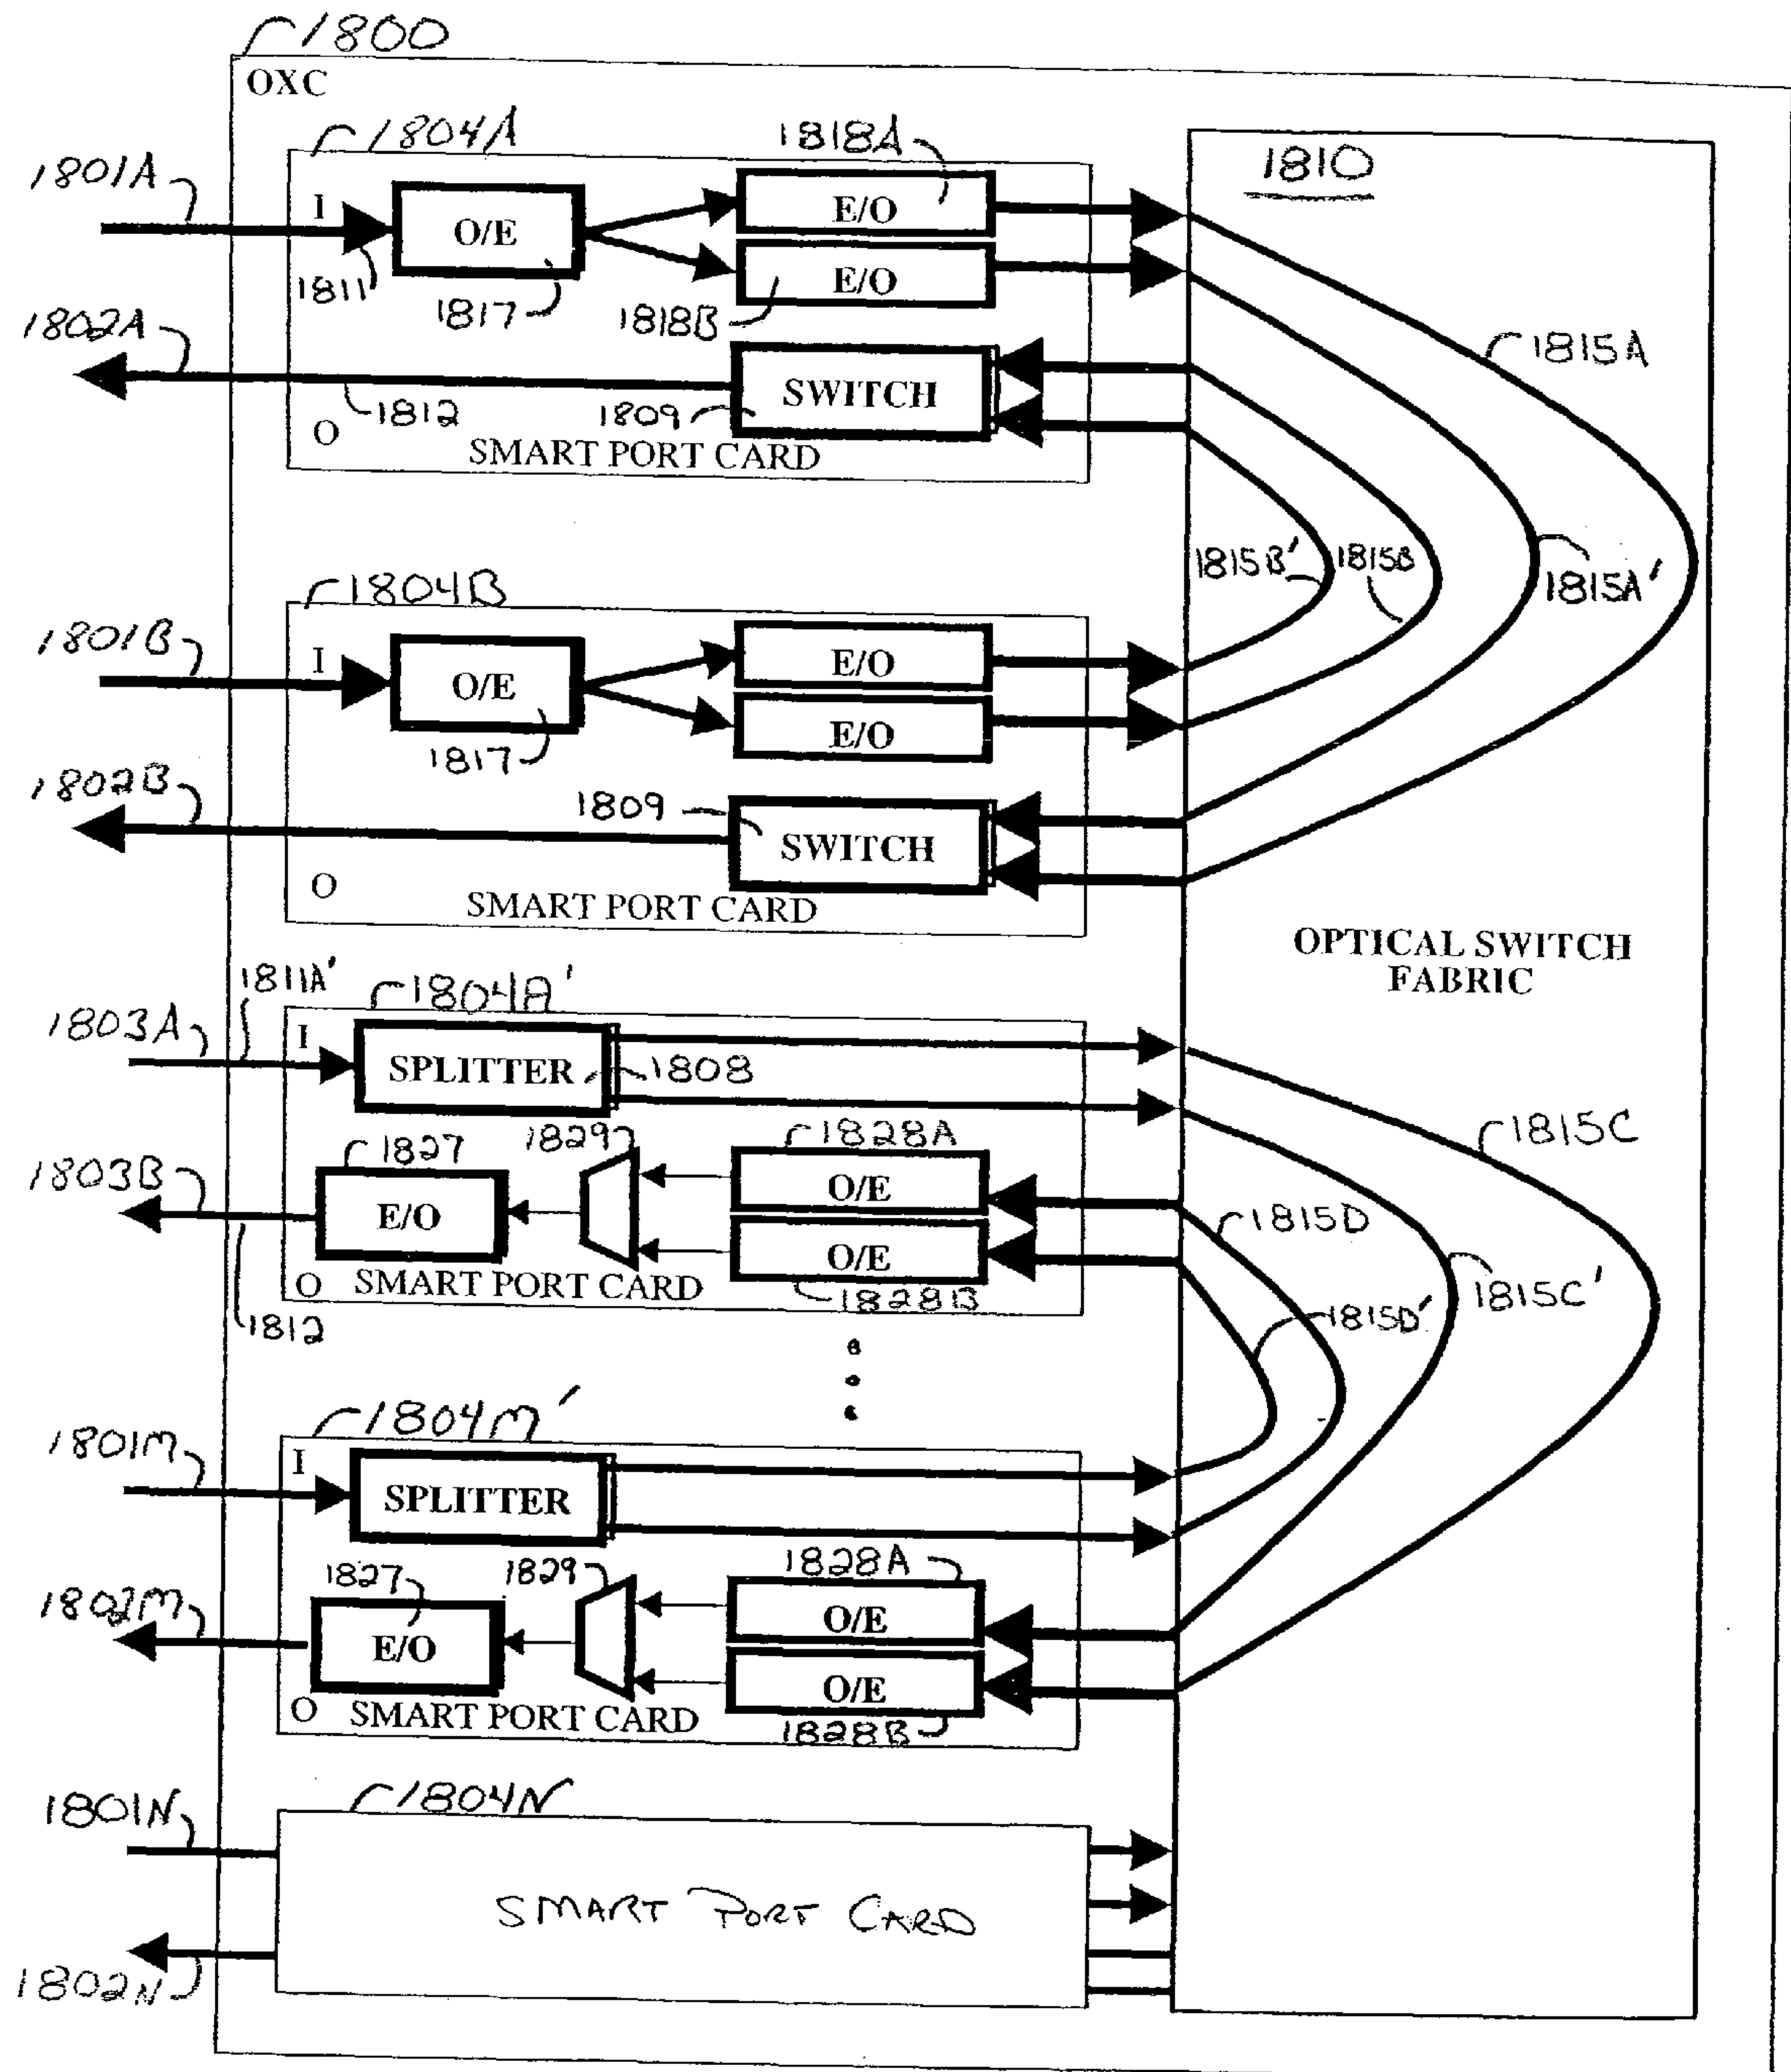 1800
OXC
1804A
1818A
1810
1801A
I
O/E
E/O
E/O
1811
1817
1818B
1802A
1815A
1812
1809
SWITCH
O
SMART PORT CARD
1815B'
1815B
1815A'
1804B
1801B
I
O/E
E/O
E/O
1817
1802B
1809
SWITCH
O
SMART PORT CARD
OPTICAL SWITCH
FABRIC
1811A'
1804A'
1803A
I
SPLITTER
1808
1815C
1827
1829
1828A
1803B
E/O
O/E
O/E
1815D
1815C'
O
SMART PORT CARD
1828B
1812
1815D'
1804M'
1801M
I
SPLITTER
1827
1829
1828A
1802M
E/O
O/E
O/E
O
SMART PORT CARD
1828B
1804N
1801N
SMART PORT CARD
1802N